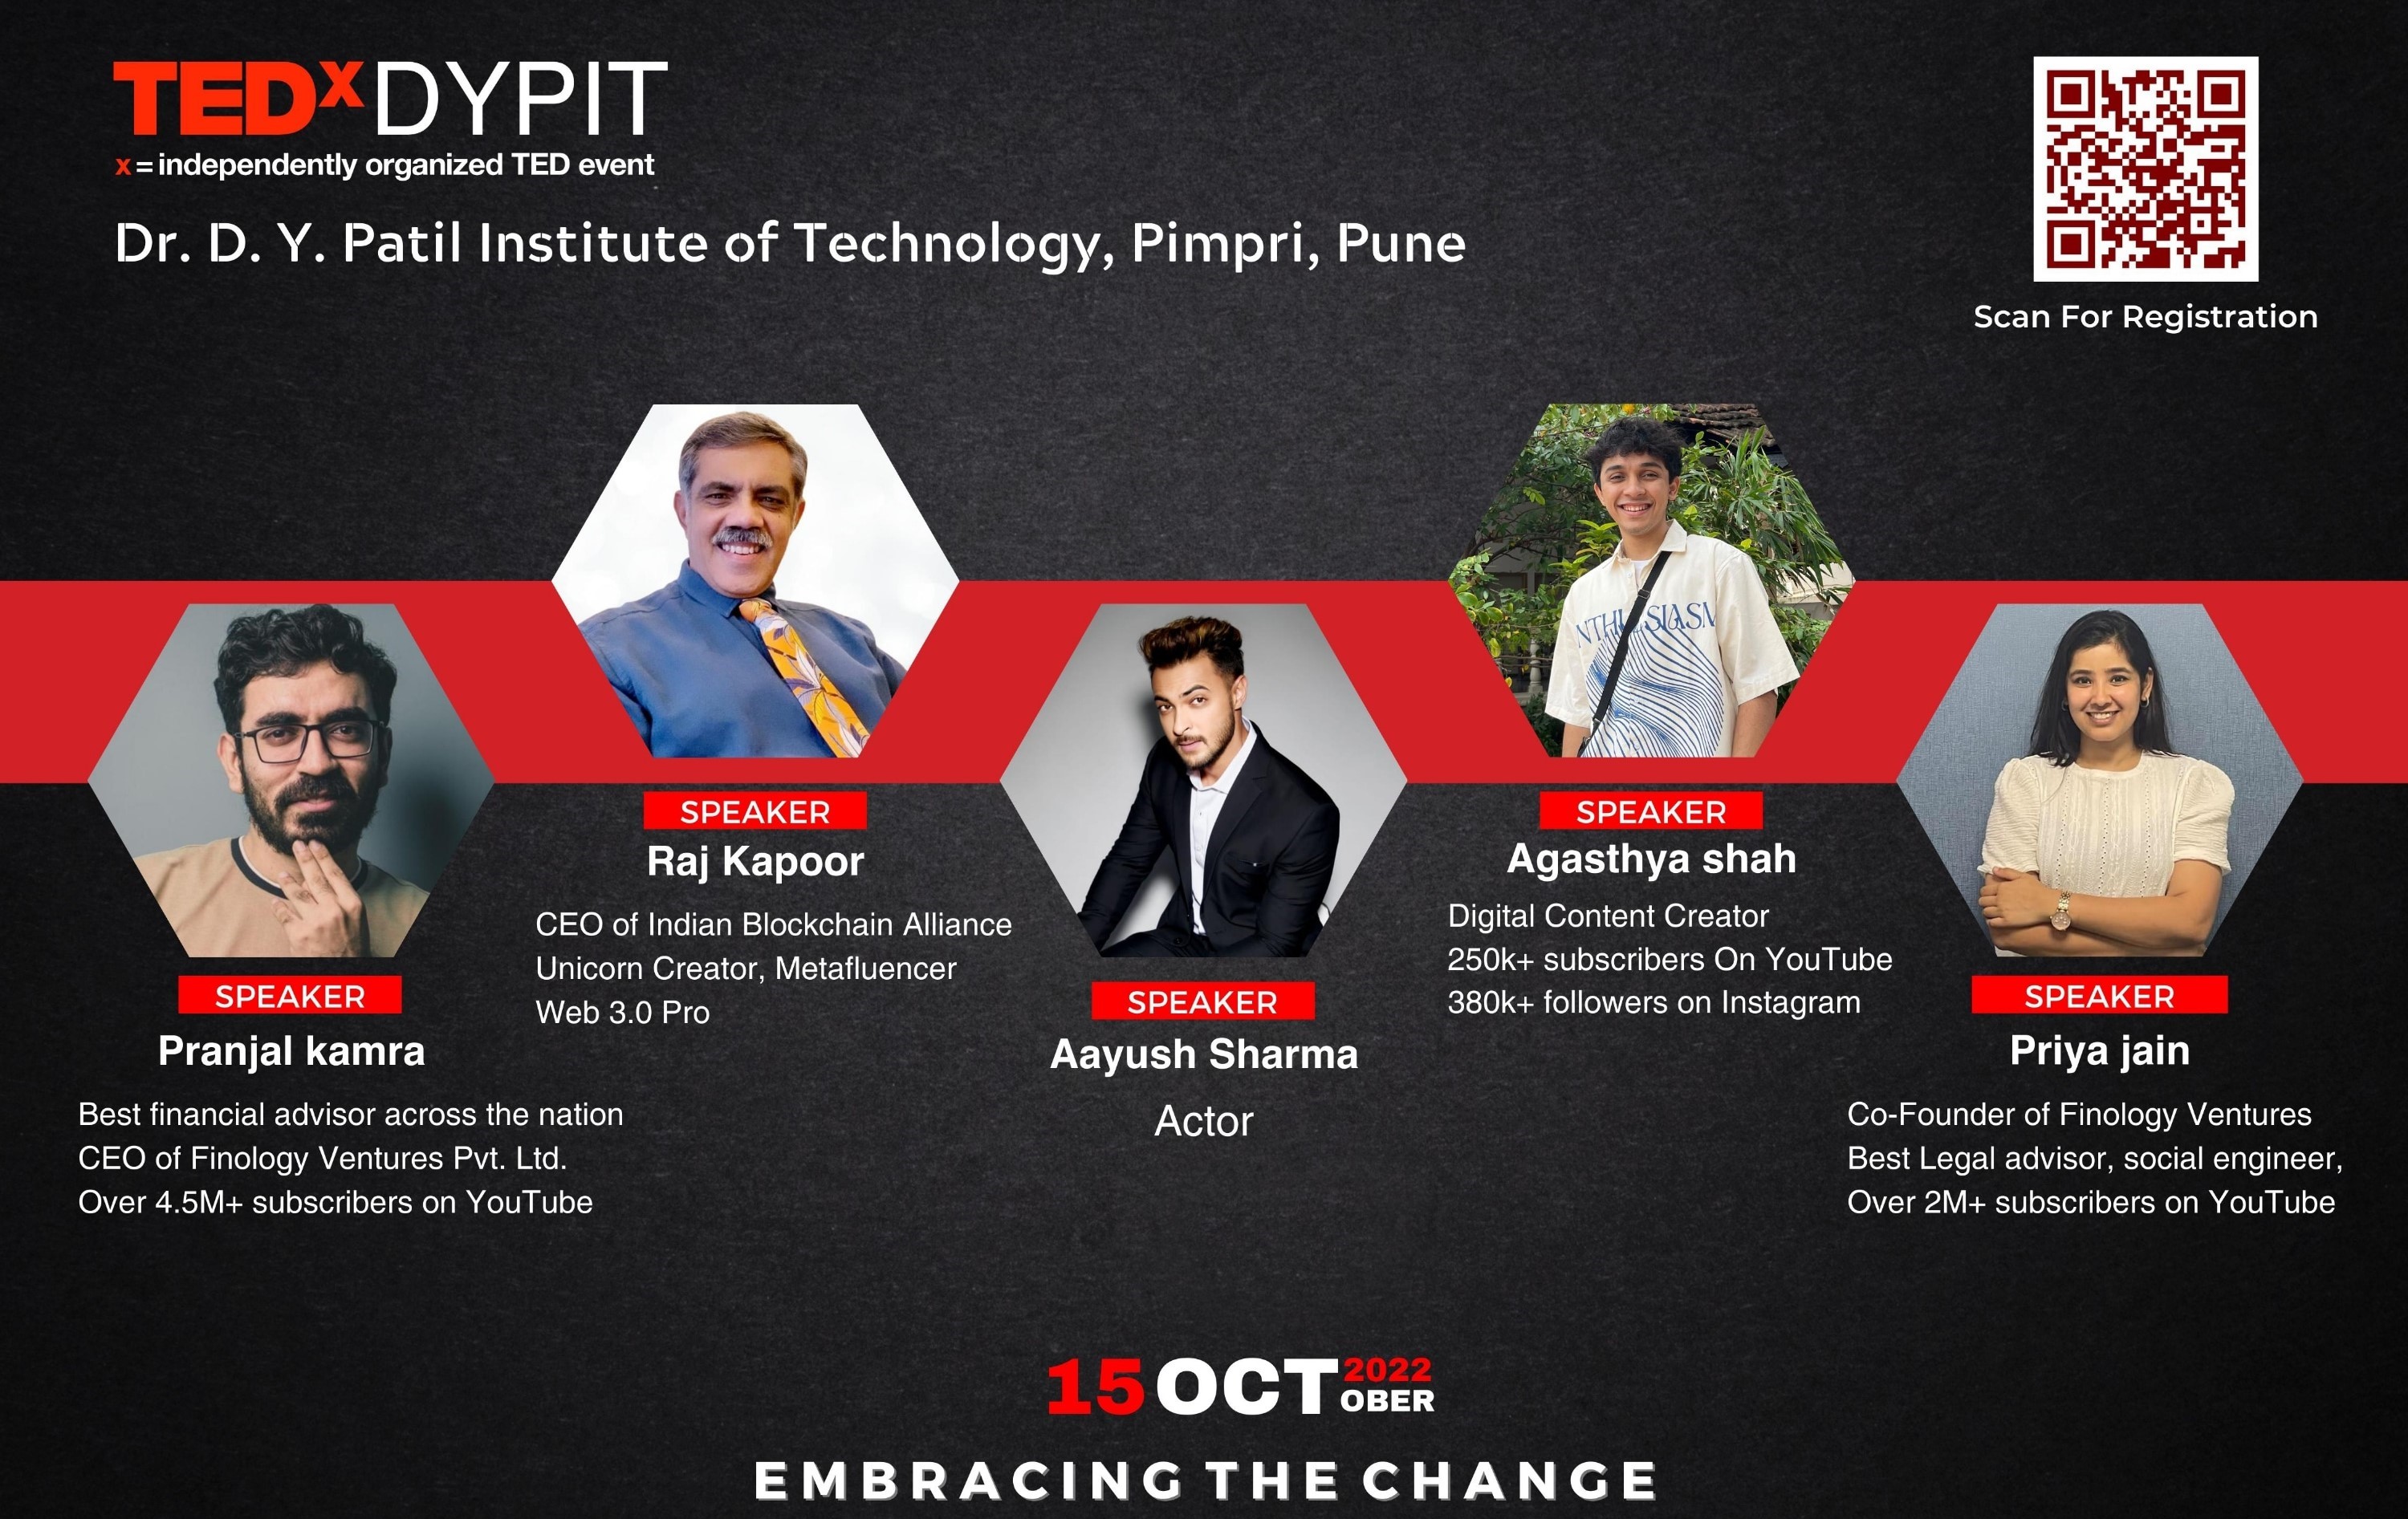 TEDxDYPIT
x = independently organized TED event
Dr. D. Y. Patil Institute of Technology, Pimpri, Pune
Scan For Registration
SPEAKER
Pranjal kamra
Best financial advisor across the nation
CEO of Finology Ventures Pvt. Ltd.
Over 4.5M+ subscribers on YouTube
SPEAKER
Raj Kapoor
CEO of Indian Blockchain Alliance
Unicorn Creator, Metafluencer
Web 3.0 Pro
SPEAKER
Aayush Sharma
Actor
NTHUSIASM
SPEAKER
Agasthya shah
Digital Content Creator
250k+ subscribers On YouTube
380k+ followers on Instagram
SPEAKER
Priya jain
Co-Founder of Finology Ventures
Best Legal advisor, social engineer,
Over 2M+ subscribers on YouTube
15 OCTOBER 2022
EMBRACING THE CHANGE